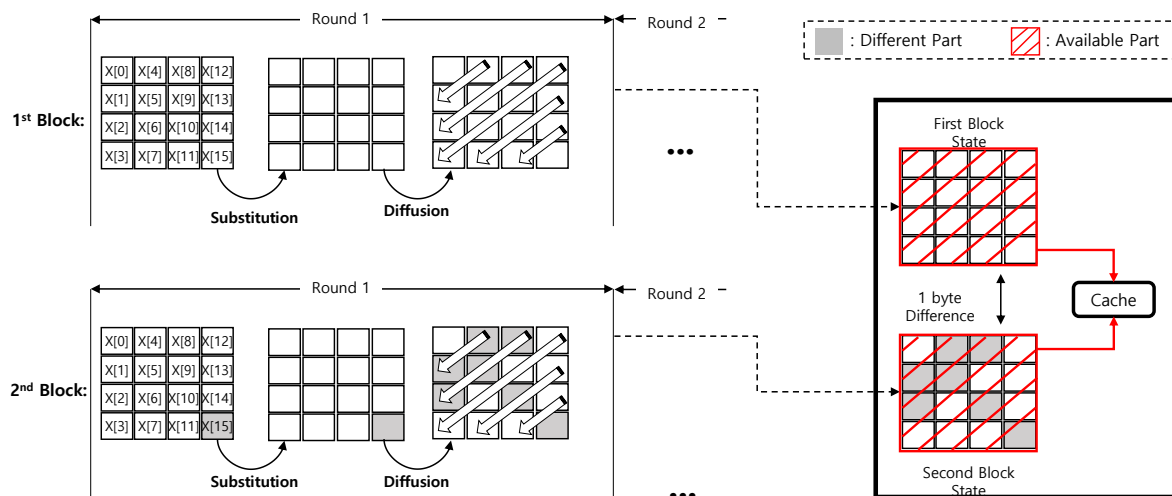 Round 1
Round 2
: Different Part
: Available Part
1st Block:
X[0] X[4] X[8] X[12]
X[1] X[5] X[9] X[13]
X[2] X[6] X[10] X[14]
X[3] X[7] X[11] X[15]
Substitution
Diffusion
•••
First Block
State
1 byte
Difference
Cache
Round 1
Round 2
2nd Block:
X[0] X[4] X[8] X[12]
X[1] X[5] X[9] X[13]
X[2] X[6] X[10] X[14]
X[3] X[7] X[11] X[15]
Substitution
Diffusion
•••
Second Block
State